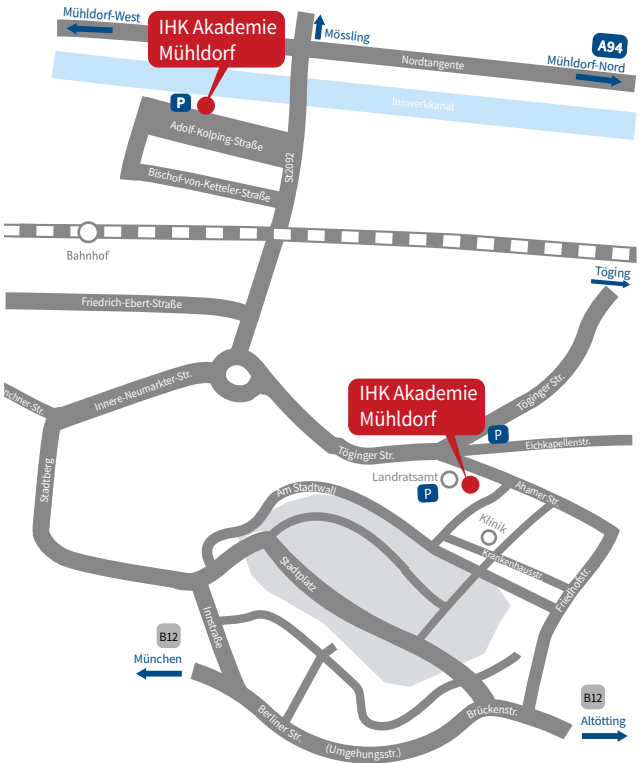 Mühldorf-West
IHK Akademie
Mühldorf
Mössling
A94
Mühldorf-Nord
Nordtangente
P
Innwerkkanal
Adolf-Kolping-Straße
St2092
Bischof-von-Ketteler-Straße
Bahnhof
Töging
Friedrich-Ebert-Straße
Innere-Neumarkter-Str.
nchner-Str.
IHK Akademie
Mühldorf
Töginger Str.
P
Eichkapellenstr.
Töginger Str.
Landratsamt
P
Ahamer Str.
Stadtberg
Am Stadtwall
Klinik
Krankenhausstr.
Friedhofstr.
Stadtplatz
Innstraße
B12
München
B12
Altötting
Brückenstr.
Berliner Str.
(Umgehungsstr.)